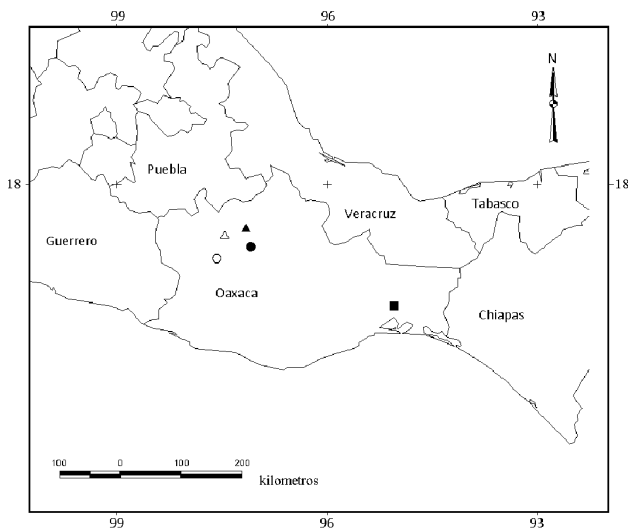 99 96 93
N
Puebla
18 18
Veracruz
Tabasco
Guerrero
Oaxaca
Chiapas
100 0 100 200
kilometros
99 96 93